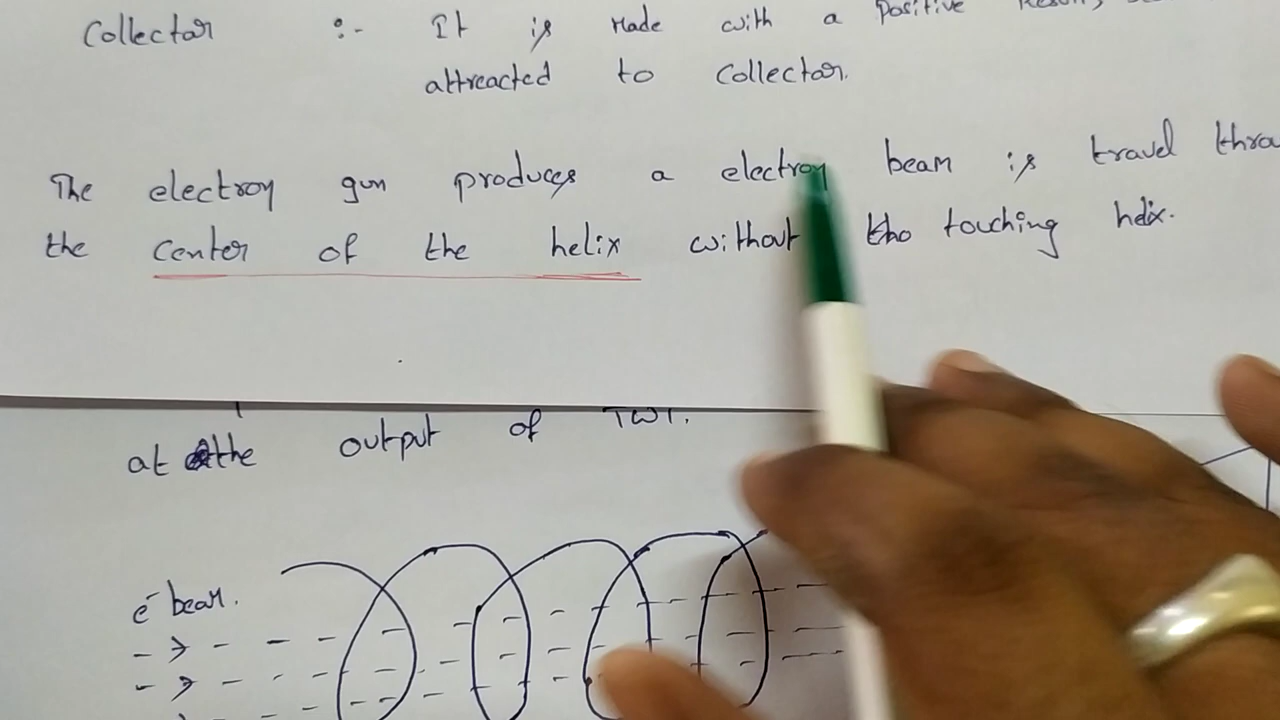 Collector :- It is Made with a positive
attreacted to collector.
The electron gun produces a electron beam is travel
the center of the helix without the touching helix.
at the output of TWT.
e⁻ beam.